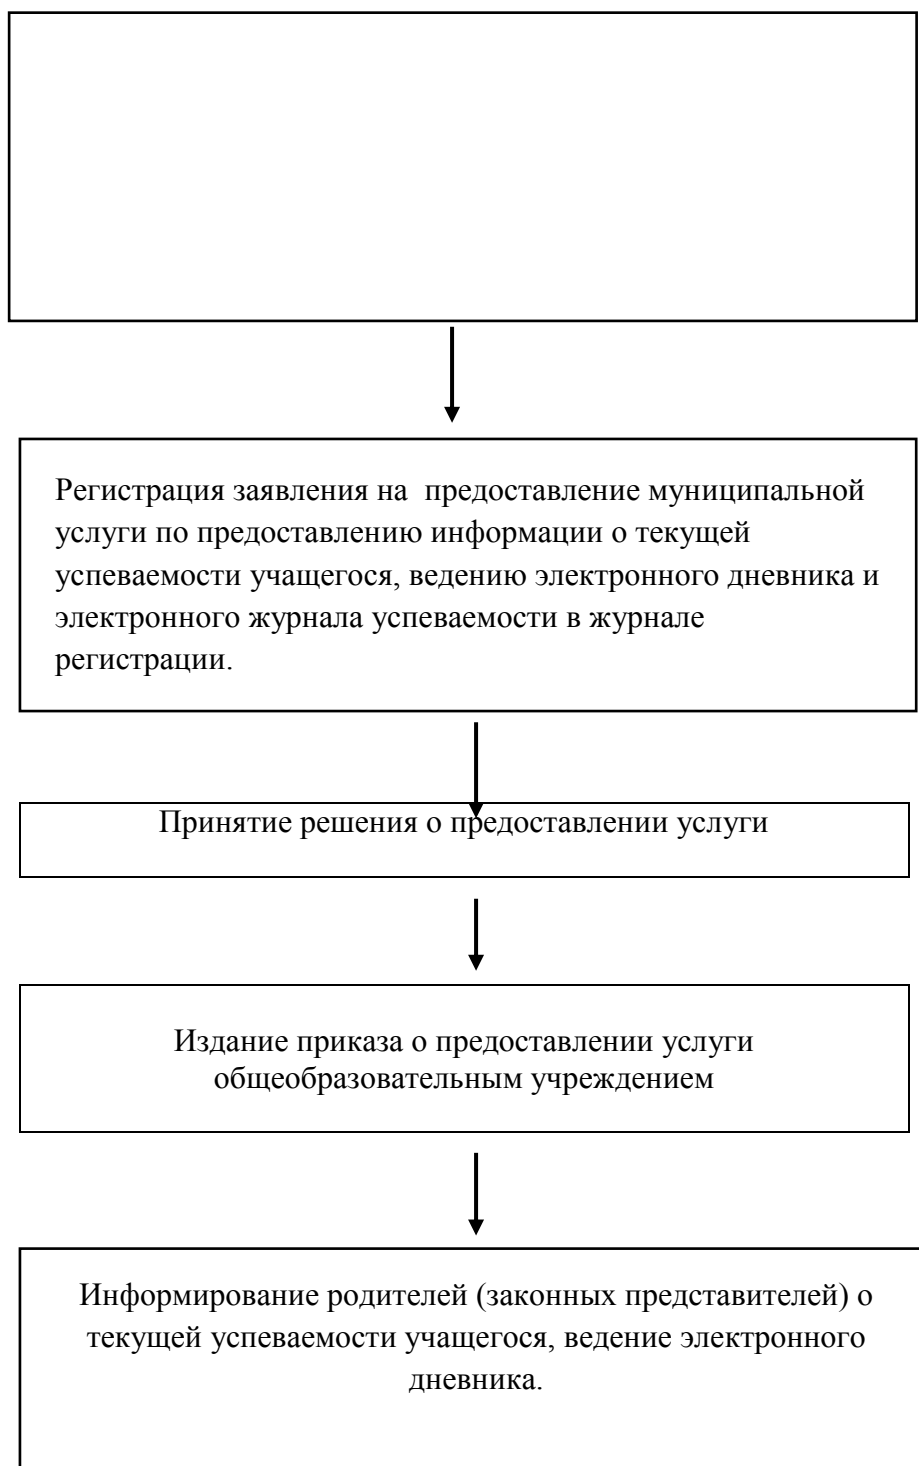 Регистрация заявления на  предоставление муниципальной
услуги по предоставлению информации о текущей
успеваемости учащегося, ведению электронного дневника и
электронного журнала успеваемости в журнале
регистрации.
Принятие решения о предоставлении услуги
Издание приказа о предоставлении услуги
общеобразовательным учреждением
Информирование родителей (законных представителей) о
текущей успеваемости учащегося, ведение электронного
дневника.